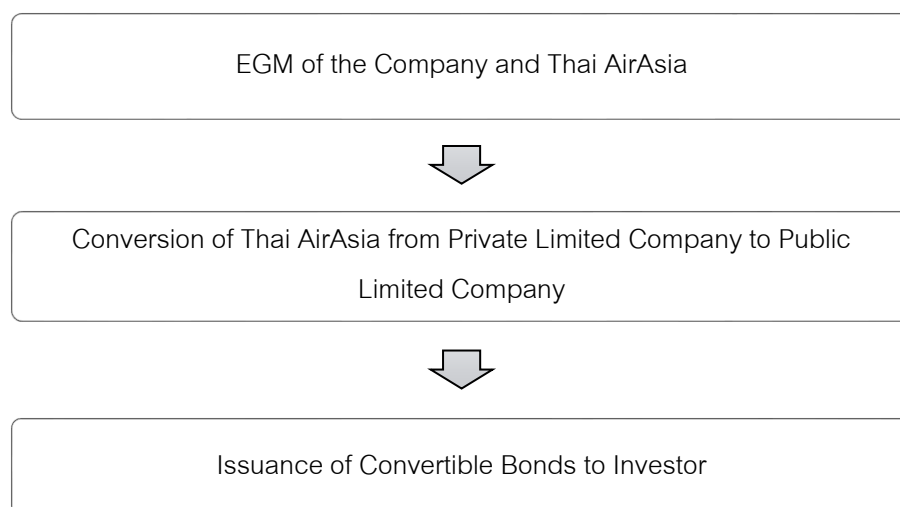 EGM of the Company and Thai AirAsia
Conversion of Thai AirAsia from Private Limited Company to Public
Limited Company
Issuance of Convertible Bonds to Investor